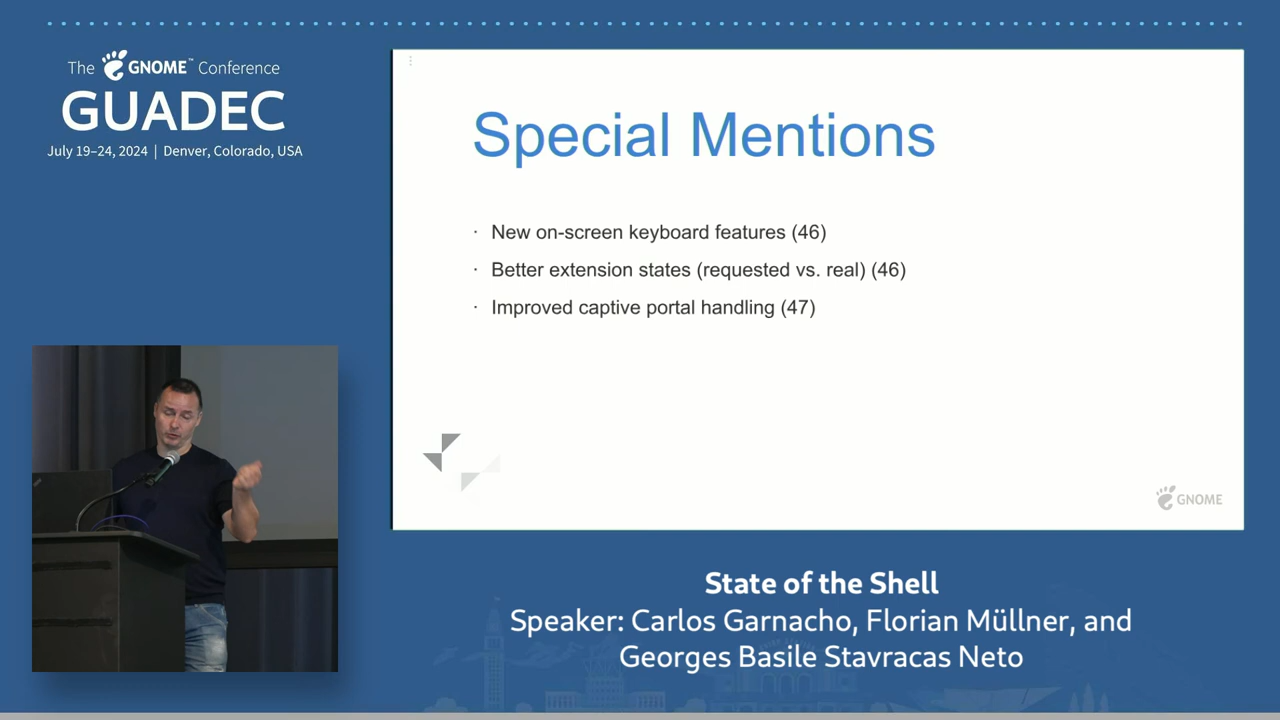 The GNOME™ Conference
GUADEC
July 19–24, 2024 | Denver, Colorado, USA
Special Mentions
· New on-screen keyboard features (46)
· Better extension states (requested vs. real) (46)
· Improved captive portal handling (47)
GNOME
State of the Shell
Speaker: Carlos Garnacho, Florian Müllner, and
Georges Basile Stavracas Neto